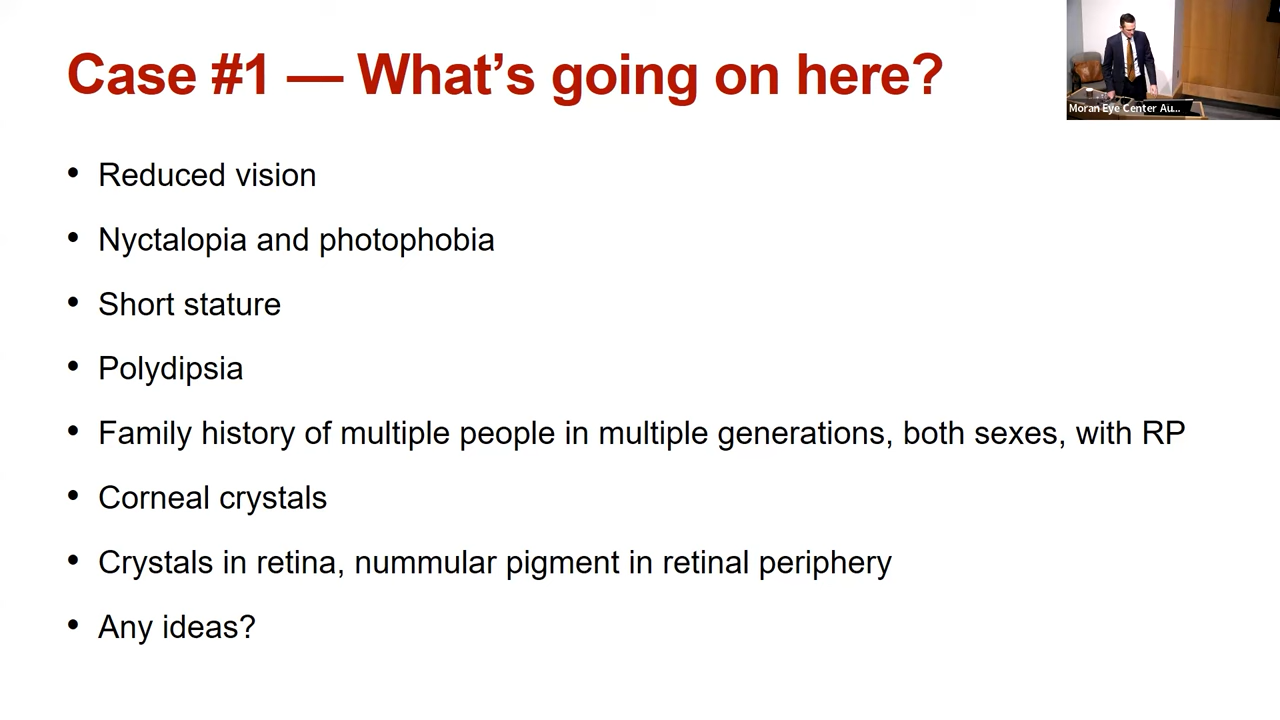 Case #1 — What's going on here?
Moran Eye Center Au...
• Reduced vision
• Nyctalopia and photophobia
• Short stature
• Polydipsia
• Family history of multiple people in multiple generations, both sexes, with RP
• Corneal crystals
• Crystals in retina, nummular pigment in retinal periphery
• Any ideas?